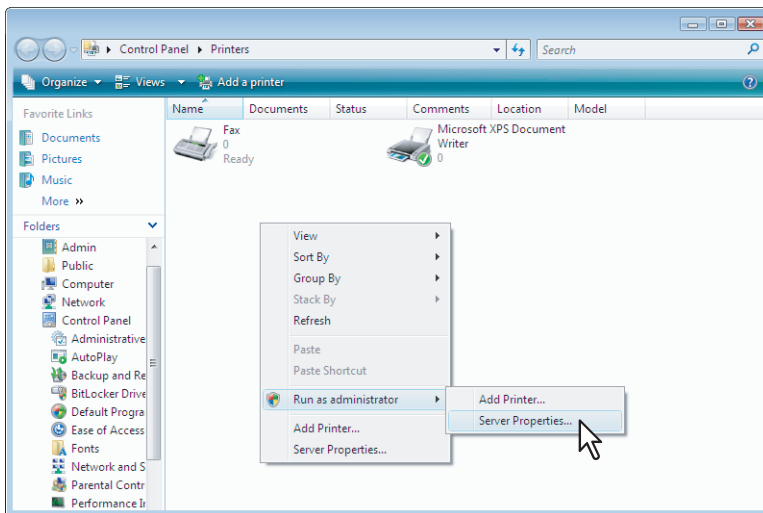 Control Panel Printers Search
Organize Views Add a printer
Favorite Links
Documents
Pictures
Music
More »
Folders
Admin
Public
Computer
Network
Control Panel
Administrative
AutoPlay
Backup and Re
BitLocker Drive
Default Progra
Ease of Access
Fonts
Network and S
Parental Contr
Performance Ir
Name Documents Status Comments Location Model
Fax
0
Ready
Microsoft XPS Document
Writer
0
View
Sort By
Group By
Stack By
Refresh
Paste
Paste Shortcut
Run as administrator
Add Printer...
Server Properties...
Add Printer...
Server Properties...